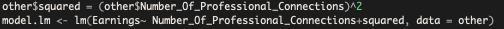 other$squared = (other$Number_Of_Professional_Connections)^2
model.lm <- lm(Earnings~ Number_Of_Professional_Connections+squared, data = other)